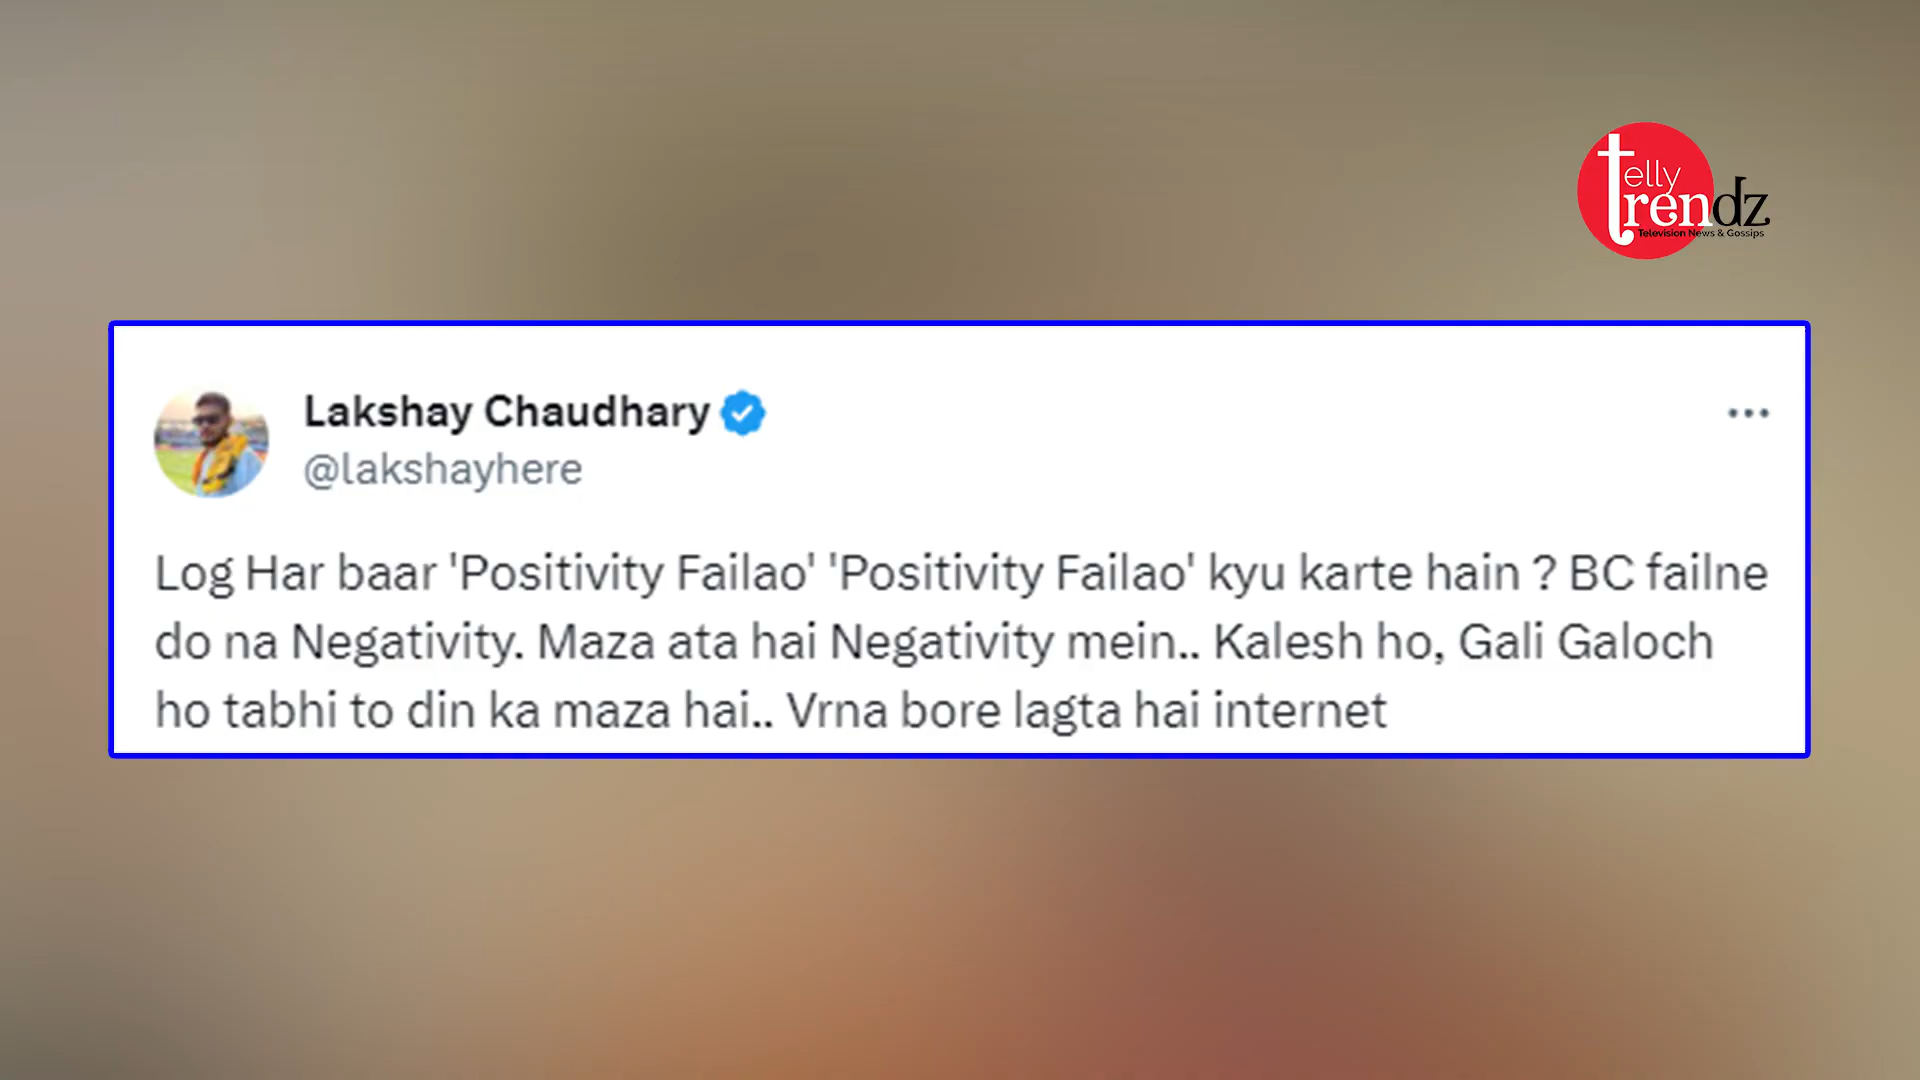 telly
trendz
Television News & Gossips
Lakshay Chaudhary
@lakshayhere
Log Har baar 'Positivity Failao' 'Positivity Failao' kyu karte hain ? BC failne
do na Negativity. Maza ata hai Negativity mein.. Kalesh ho, Gali Galoch
ho tabhi to din ka maza hai.. Vrna bore lagta hai internet